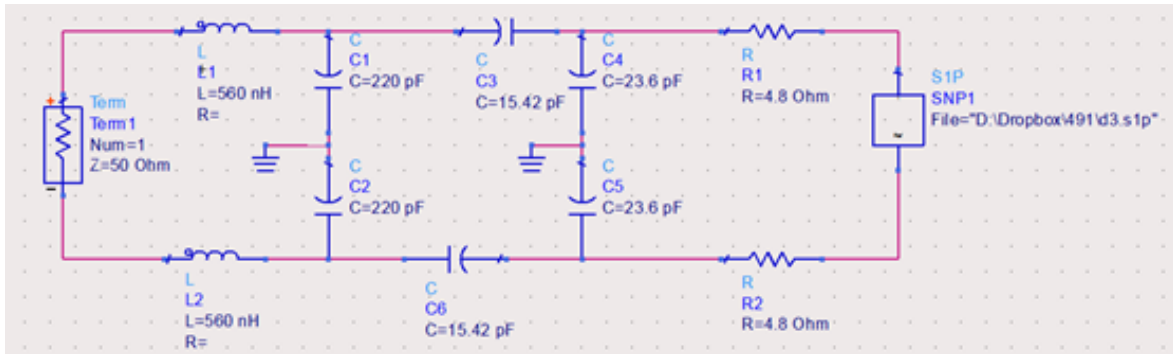 Term
Term1
Num=1
Z=50 Ohm
+
-
L
L1
L=560 nH
R=
C
C1
C=220 pF
C
C3
C=15.42 pF
C
C4
C=23.6 pF
R
R1
R=4.8 Ohm
S1P
SNP1
File="D:\Dropbox\491\d3.s1p"
~
C
C2
C=220 pF
C
C5
C=23.6 pF
L
L2
L=560 nH
R=
C
C6
C=15.42 pF
R
R2
R=4.8 Ohm